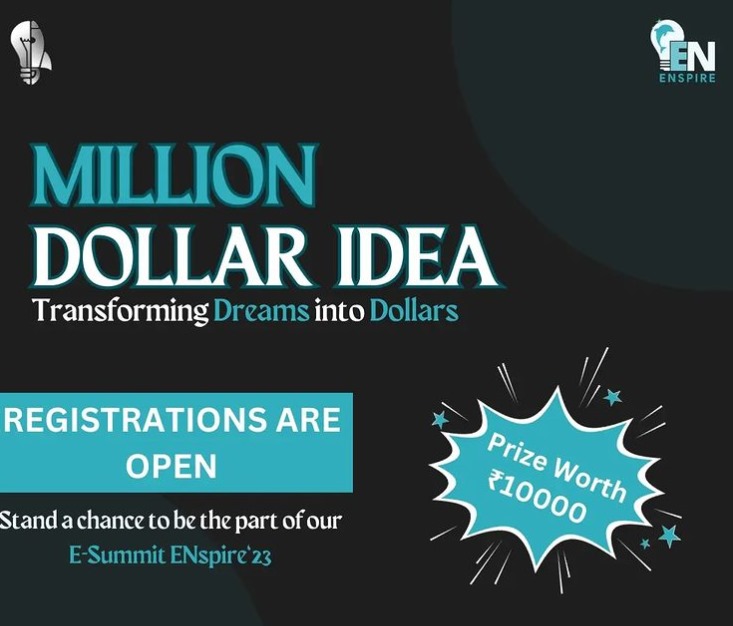 EN
ENSPIRE
MILLION
DOLLAR IDEA
Transforming Dreams into Dollars
REGISTRATIONS ARE
OPEN
Stand a chance to be the part of our
E-Summit ENspire‘23
Prize Worth
₹10000